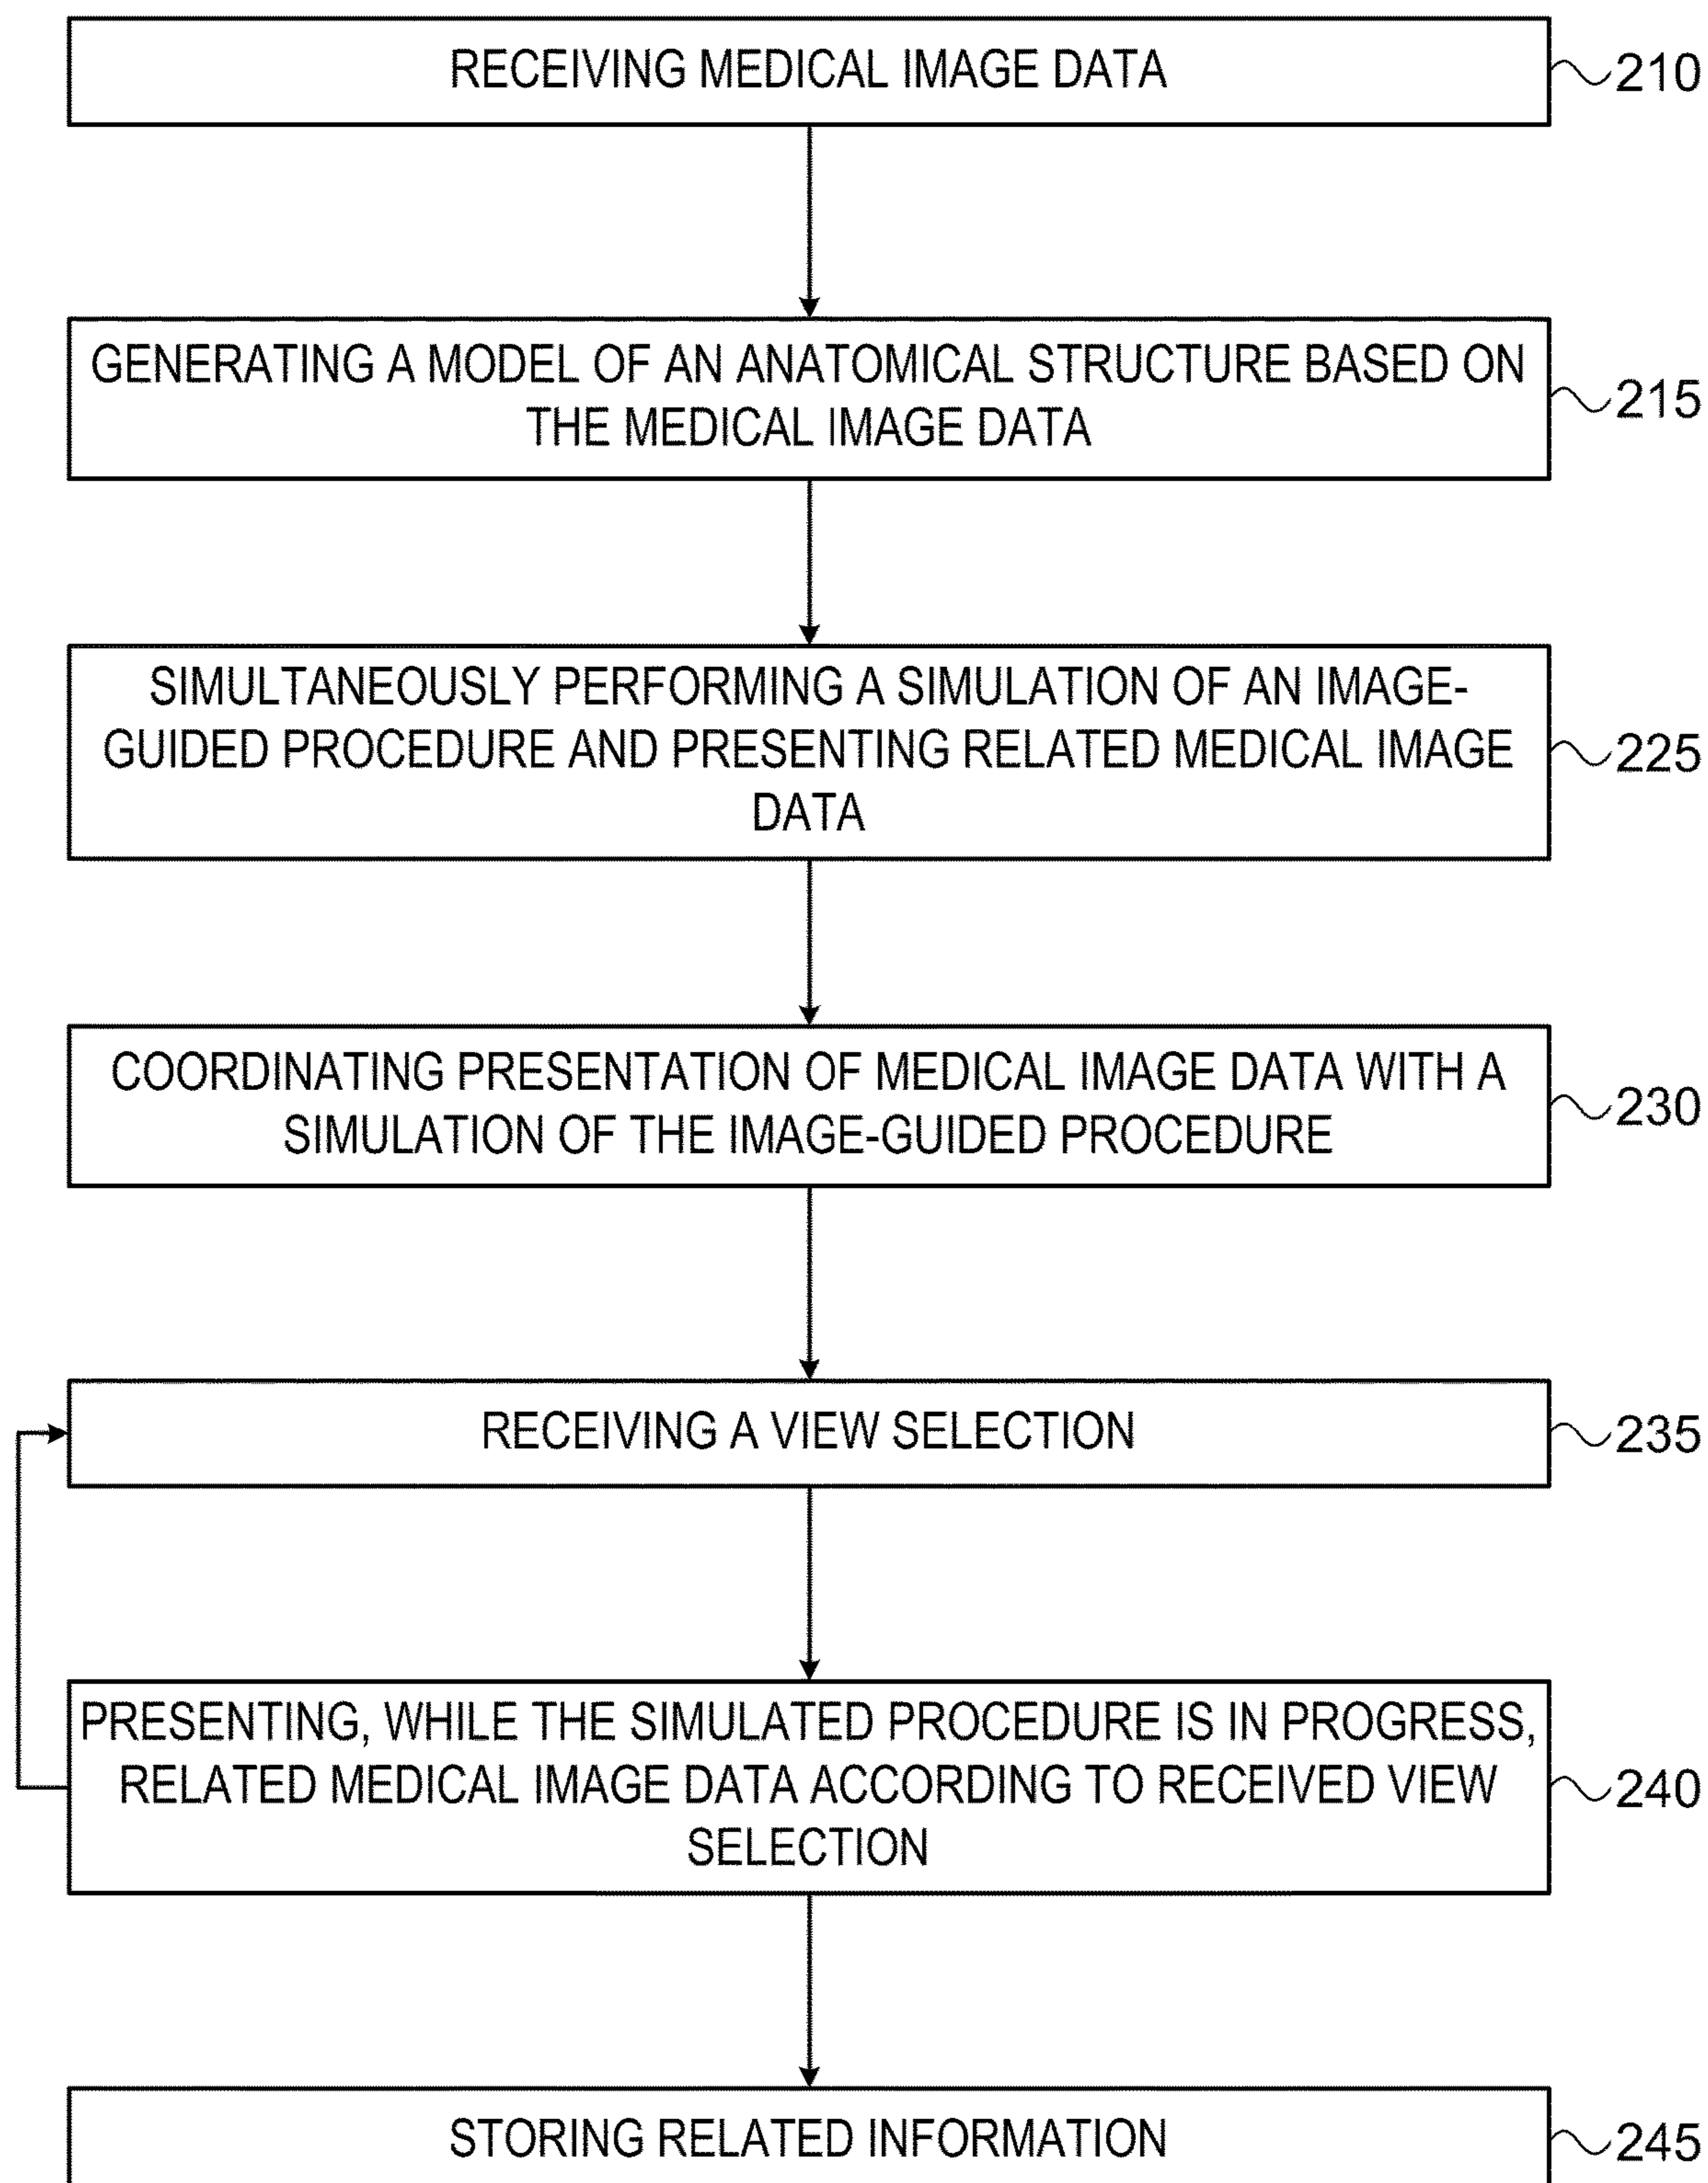 RECEIVING MEDICAL IMAGE DATA
210
GENERATING A MODEL OF AN ANATOMICAL STRUCTURE BASED ON
THE MEDICAL IMAGE DATA
215
SIMULTANEOUSLY PERFORMING A SIMULATION OF AN IMAGE-
GUIDED PROCEDURE AND PRESENTING RELATED MEDICAL IMAGE
DATA
225
COORDINATING PRESENTATION OF MEDICAL IMAGE DATA WITH A
SIMULATION OF THE IMAGE-GUIDED PROCEDURE
230
RECEIVING A VIEW SELECTION
235
PRESENTING, WHILE THE SIMULATED PROCEDURE IS IN PROGRESS,
RELATED MEDICAL IMAGE DATA ACCORDING TO RECEIVED VIEW
SELECTION
240
STORING RELATED INFORMATION
245